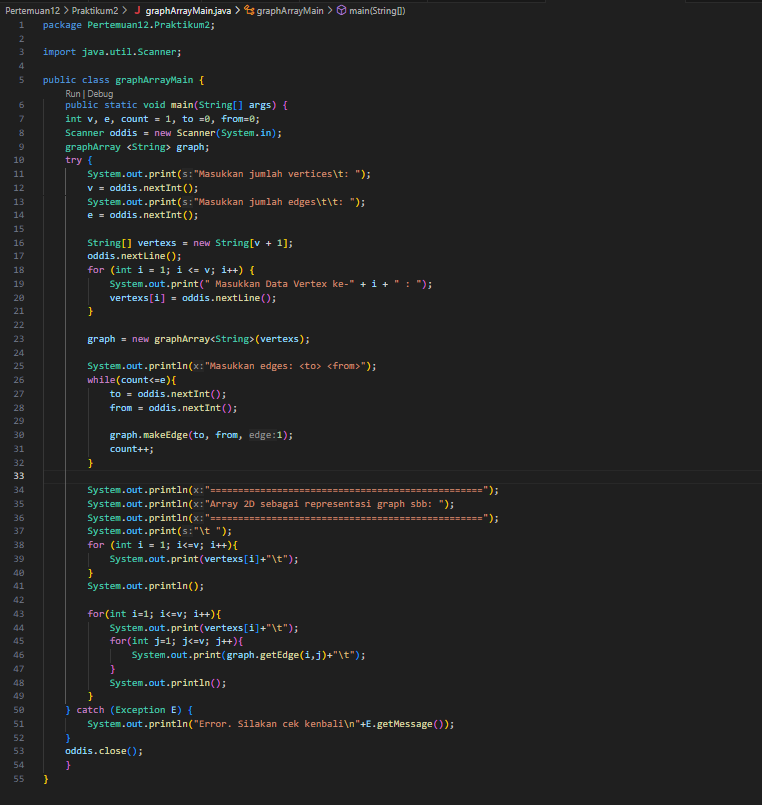 Pertemuan12 > Praktikum2 > J graphArrayMain.java > graphArrayMain > main(String[])
1 package Pertemuan12.Praktikum2;
2
3 import java.util.Scanner;
4
5 public class graphArrayMain {
Run | Debug
6 public static void main(String[] args) {
7 int v, e, count = 1, to =0, from=0;
8 Scanner oddis = new Scanner(System.in);
9 graphArray <String> graph;
10 try {
11 System.out.print(s:"Masukkan jumlah vertices\t: ");
12 v = oddis.nextInt();
13 System.out.print(s:"Masukkan jumlah edges\t\t: ");
14 e = oddis.nextInt();
15
16 String[] vertexs = new String[v + 1];
17 oddis.nextLine();
18 for (int i = 1; i <= v; i++) {
19 System.out.print(" Masukkan Data Vertex ke-" + i + " : ");
20 vertexs[i] = oddis.nextLine();
21 }
22
23 graph = new graphArray<String>(vertexs);
24
25 System.out.println(x:"Masukkan edges: <to> <from>");
26 while(count<=e){
27 to = oddis.nextInt();
28 from = oddis.nextInt();
29
30 graph.makeEdge(to, from, edge:1);
31 count++;
32 }
33
34 System.out.println(x:"=================================================");
35 System.out.println(x:"Array 2D sebagai representasi graph sbb: ");
36 System.out.println(x:"=================================================");
37 System.out.print(s:"\t ");
38 for (int i = 1; i<=v; i++){
39 System.out.print(vertexs[i]+"\t");
40 }
41 System.out.println();
42
43 for(int i=1; i<=v; i++){
44 System.out.print(vertexs[i]+"\t");
45 for(int j=1; j<=v; j++){
46 System.out.print(graph.getEdge(i,j)+"\t");
47 }
48 System.out.println();
49 }
50 } catch (Exception E) {
51 System.out.println("Error. Silakan cek kenbali\n"+E.getMessage());
52 }
53 oddis.close();
54 }
55 }